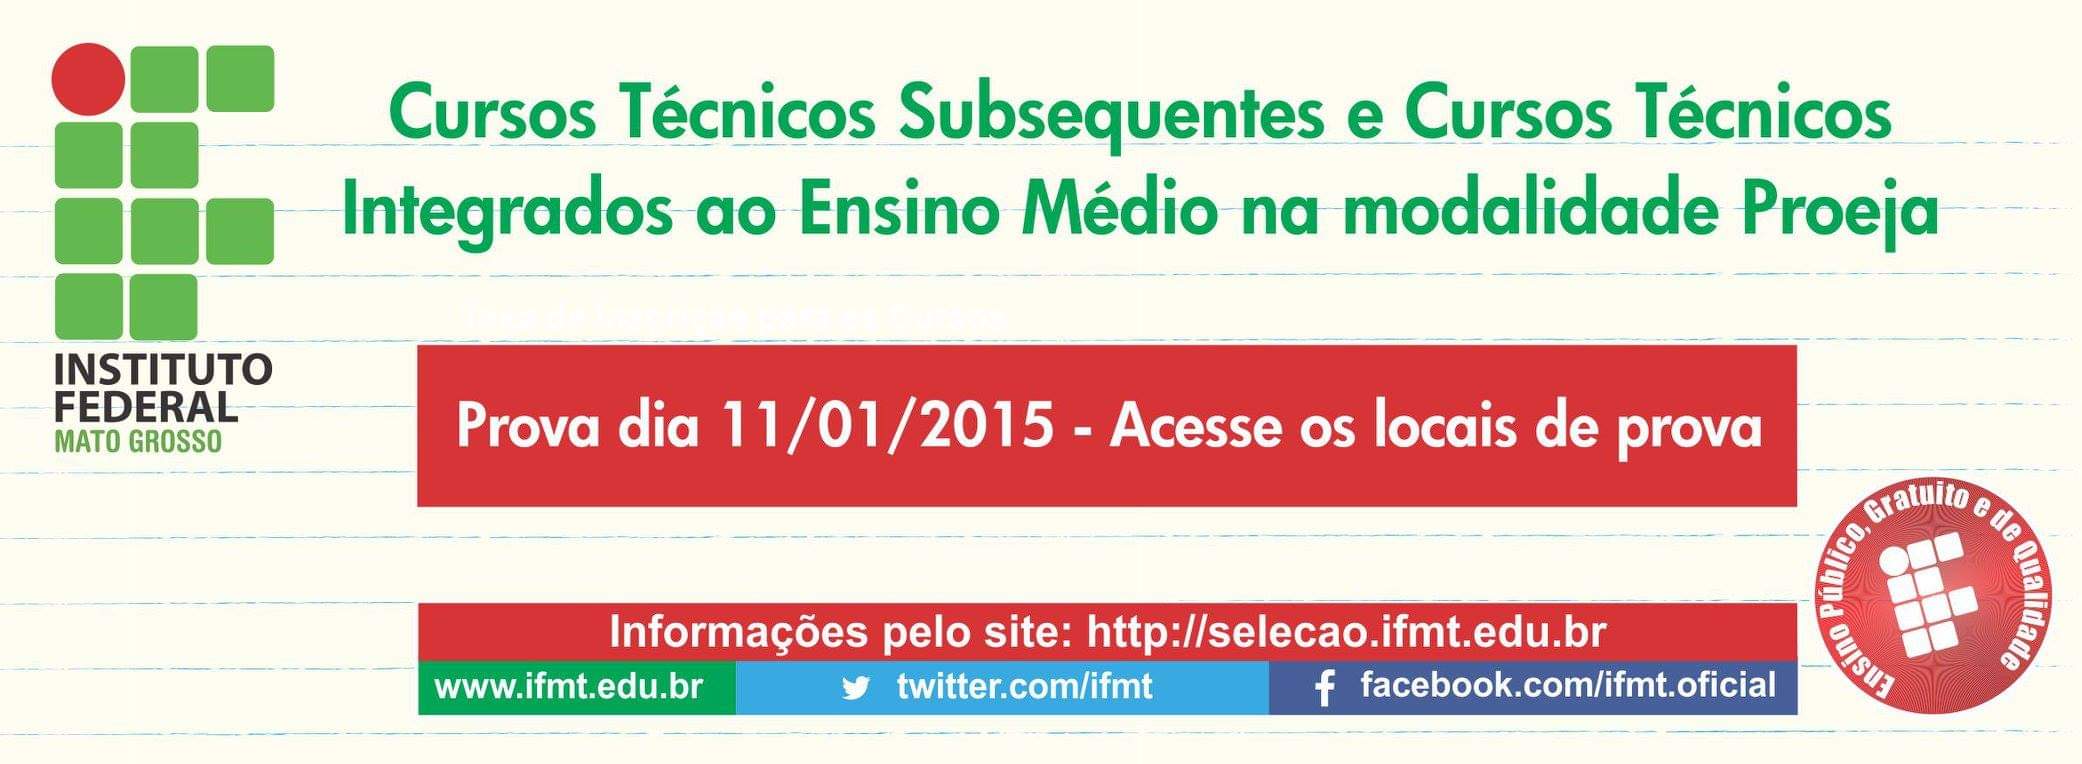 Cursos Técnicos Subsequentes e Cursos Técnicos
Integrados ao Ensino Médio na modalidade Proeja
INSTITUTO
FEDERAL
MATO GROSSO
Prova dia 11/01/2015 - Acesse os locais de prova
Informações pelo site: http://selecao.ifmt.edu.br
www.ifmt.edu.br
twitter.com/ifmt
facebook.com/ifmt.oficial
Ensino Público, Gratuito e de Qualidade